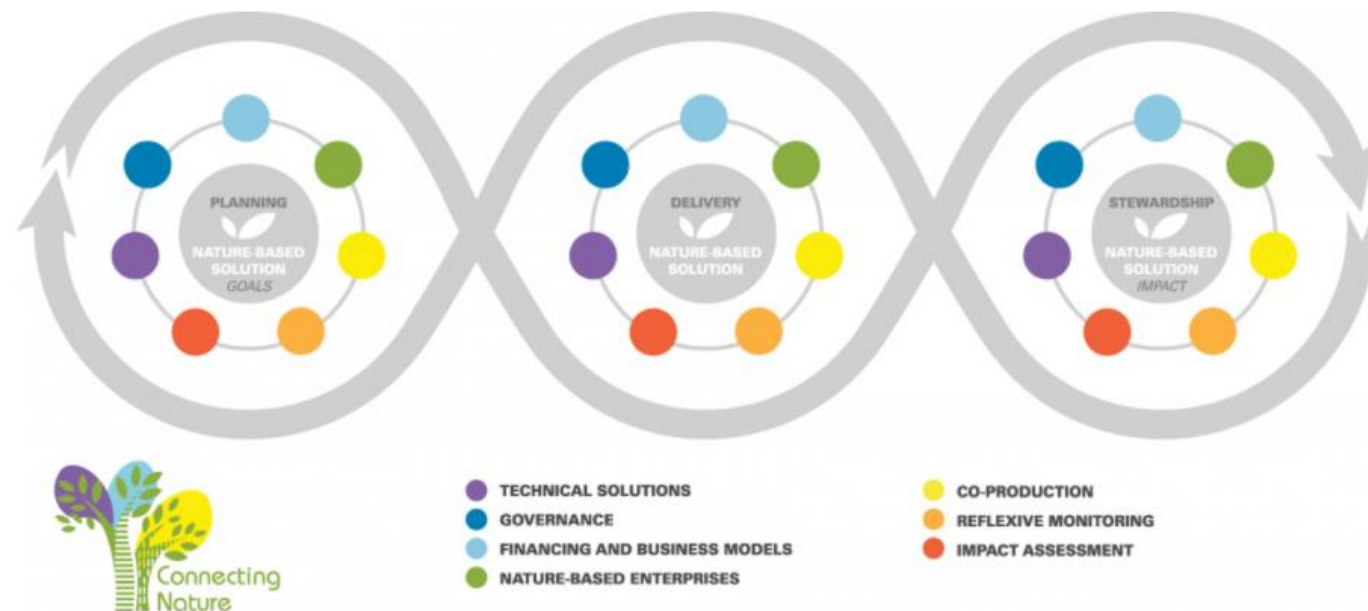 PLANNING
NATURE-BASED
SOLUTION
GOALS
DELIVERY
NATURE-BASED
SOLUTION
STEWARDSHIP
NATURE-BASED
SOLUTION
IMPACT
TECHNICAL SOLUTIONS
GOVERNANCE
FINANCING AND BUSINESS MODELS
NATURE-BASED ENTERPRISES
CO-PRODUCTION
REFLEXIVE MONITORING
IMPACT ASSESSMENT
Connecting
Nature